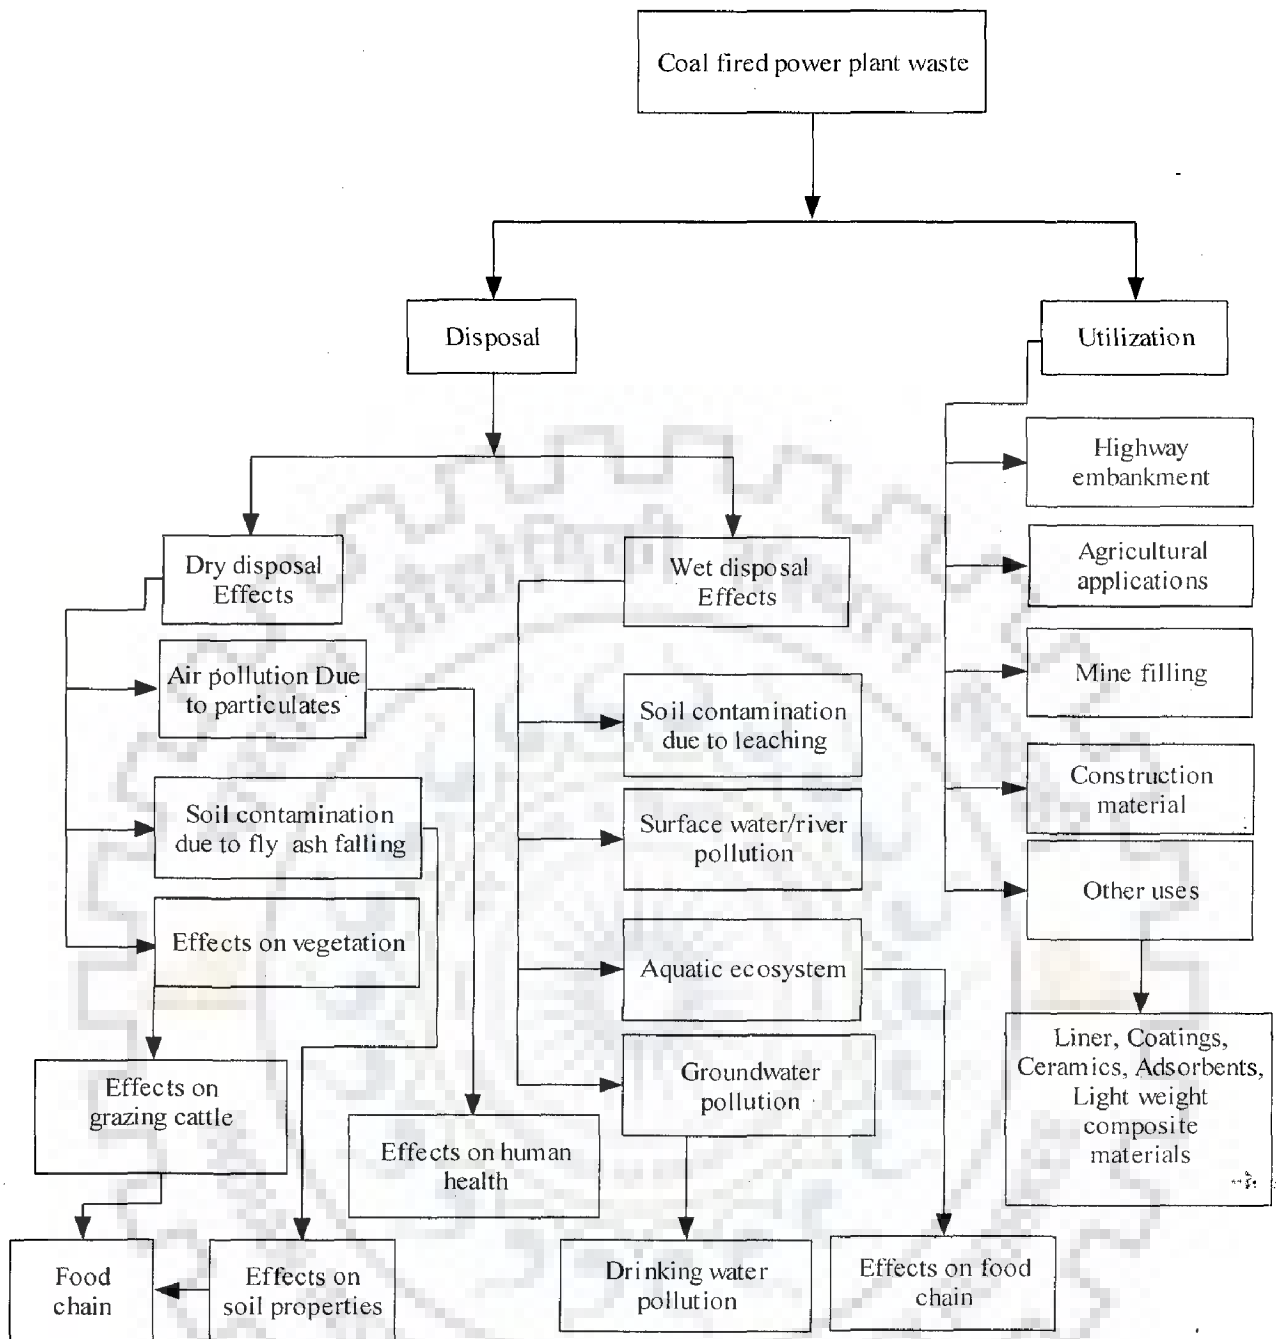 Coal fired power plant waste
Disposal
Utilization
Dry disposal
Effects
Air pollution Due
to particulates
Soil contamination
due to fly ash falling
Effects on vegetation
Effects on
grazing cattle
Food
chain
Effects on
soil properties
Effects on human
health
Wet disposal
Effects
Soil contamination
due to leaching
Surface water/river
pollution
Aquatic ecosystem
Groundwater
pollution
Drinking water
pollution
Effects on food
chain
Highway
embankment
Agricultural
applications
Mine filling
Construction
material
Other uses
Liner, Coatings,
Ceramics, Adsorbents,
Light weight
composite
materials